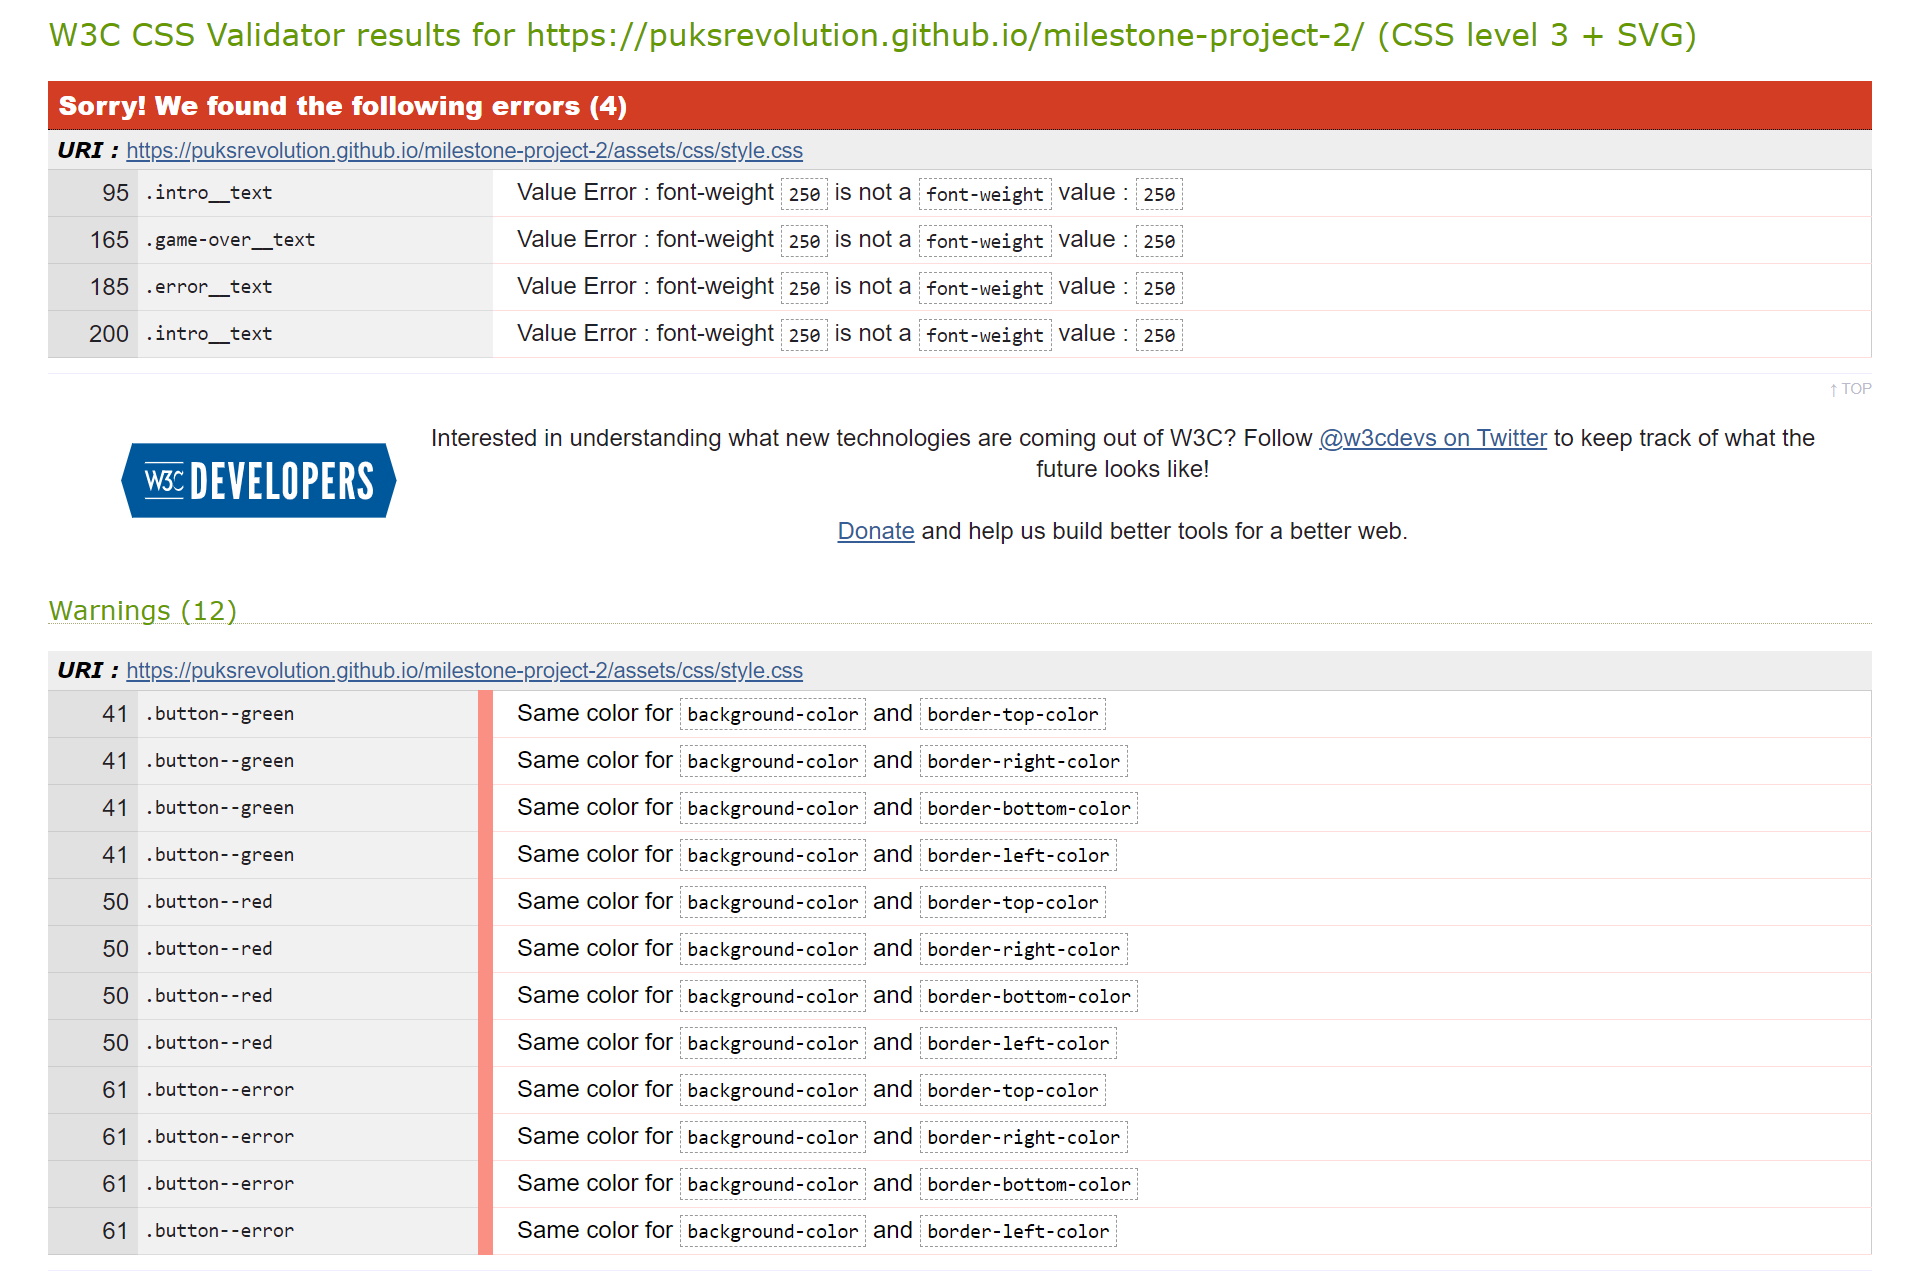 W3C CSS Validator results for https://puksrevolution.github.io/milestone-project-2/ (CSS level 3 + SVG)
Sorry! We found the following errors (4)
URI : https://puksrevolution.github.io/milestone-project-2/assets/css/style.css
95 .intro__text Value Error : font-weight 250 is not a font-weight value : 250
165 .game-over__text Value Error : font-weight 250 is not a font-weight value : 250
185 .error__text Value Error : font-weight 250 is not a font-weight value : 250
200 .intro__text Value Error : font-weight 250 is not a font-weight value : 250
↑ TOP
W3C DEVELOPERS
Interested in understanding what new technologies are coming out of W3C? Follow @w3cdevs on Twitter to keep track of what the
future looks like!
Donate and help us build better tools for a better web.
Warnings (12)
URI : https://puksrevolution.github.io/milestone-project-2/assets/css/style.css
41 .button--green Same color for background-color and border-top-color
41 .button--green Same color for background-color and border-right-color
41 .button--green Same color for background-color and border-bottom-color
41 .button--green Same color for background-color and border-left-color
50 .button--red Same color for background-color and border-top-color
50 .button--red Same color for background-color and border-right-color
50 .button--red Same color for background-color and border-bottom-color
50 .button--red Same color for background-color and border-left-color
61 .button--error Same color for background-color and border-top-color
61 .button--error Same color for background-color and border-right-color
61 .button--error Same color for background-color and border-bottom-color
61 .button--error Same color for background-color and border-left-color